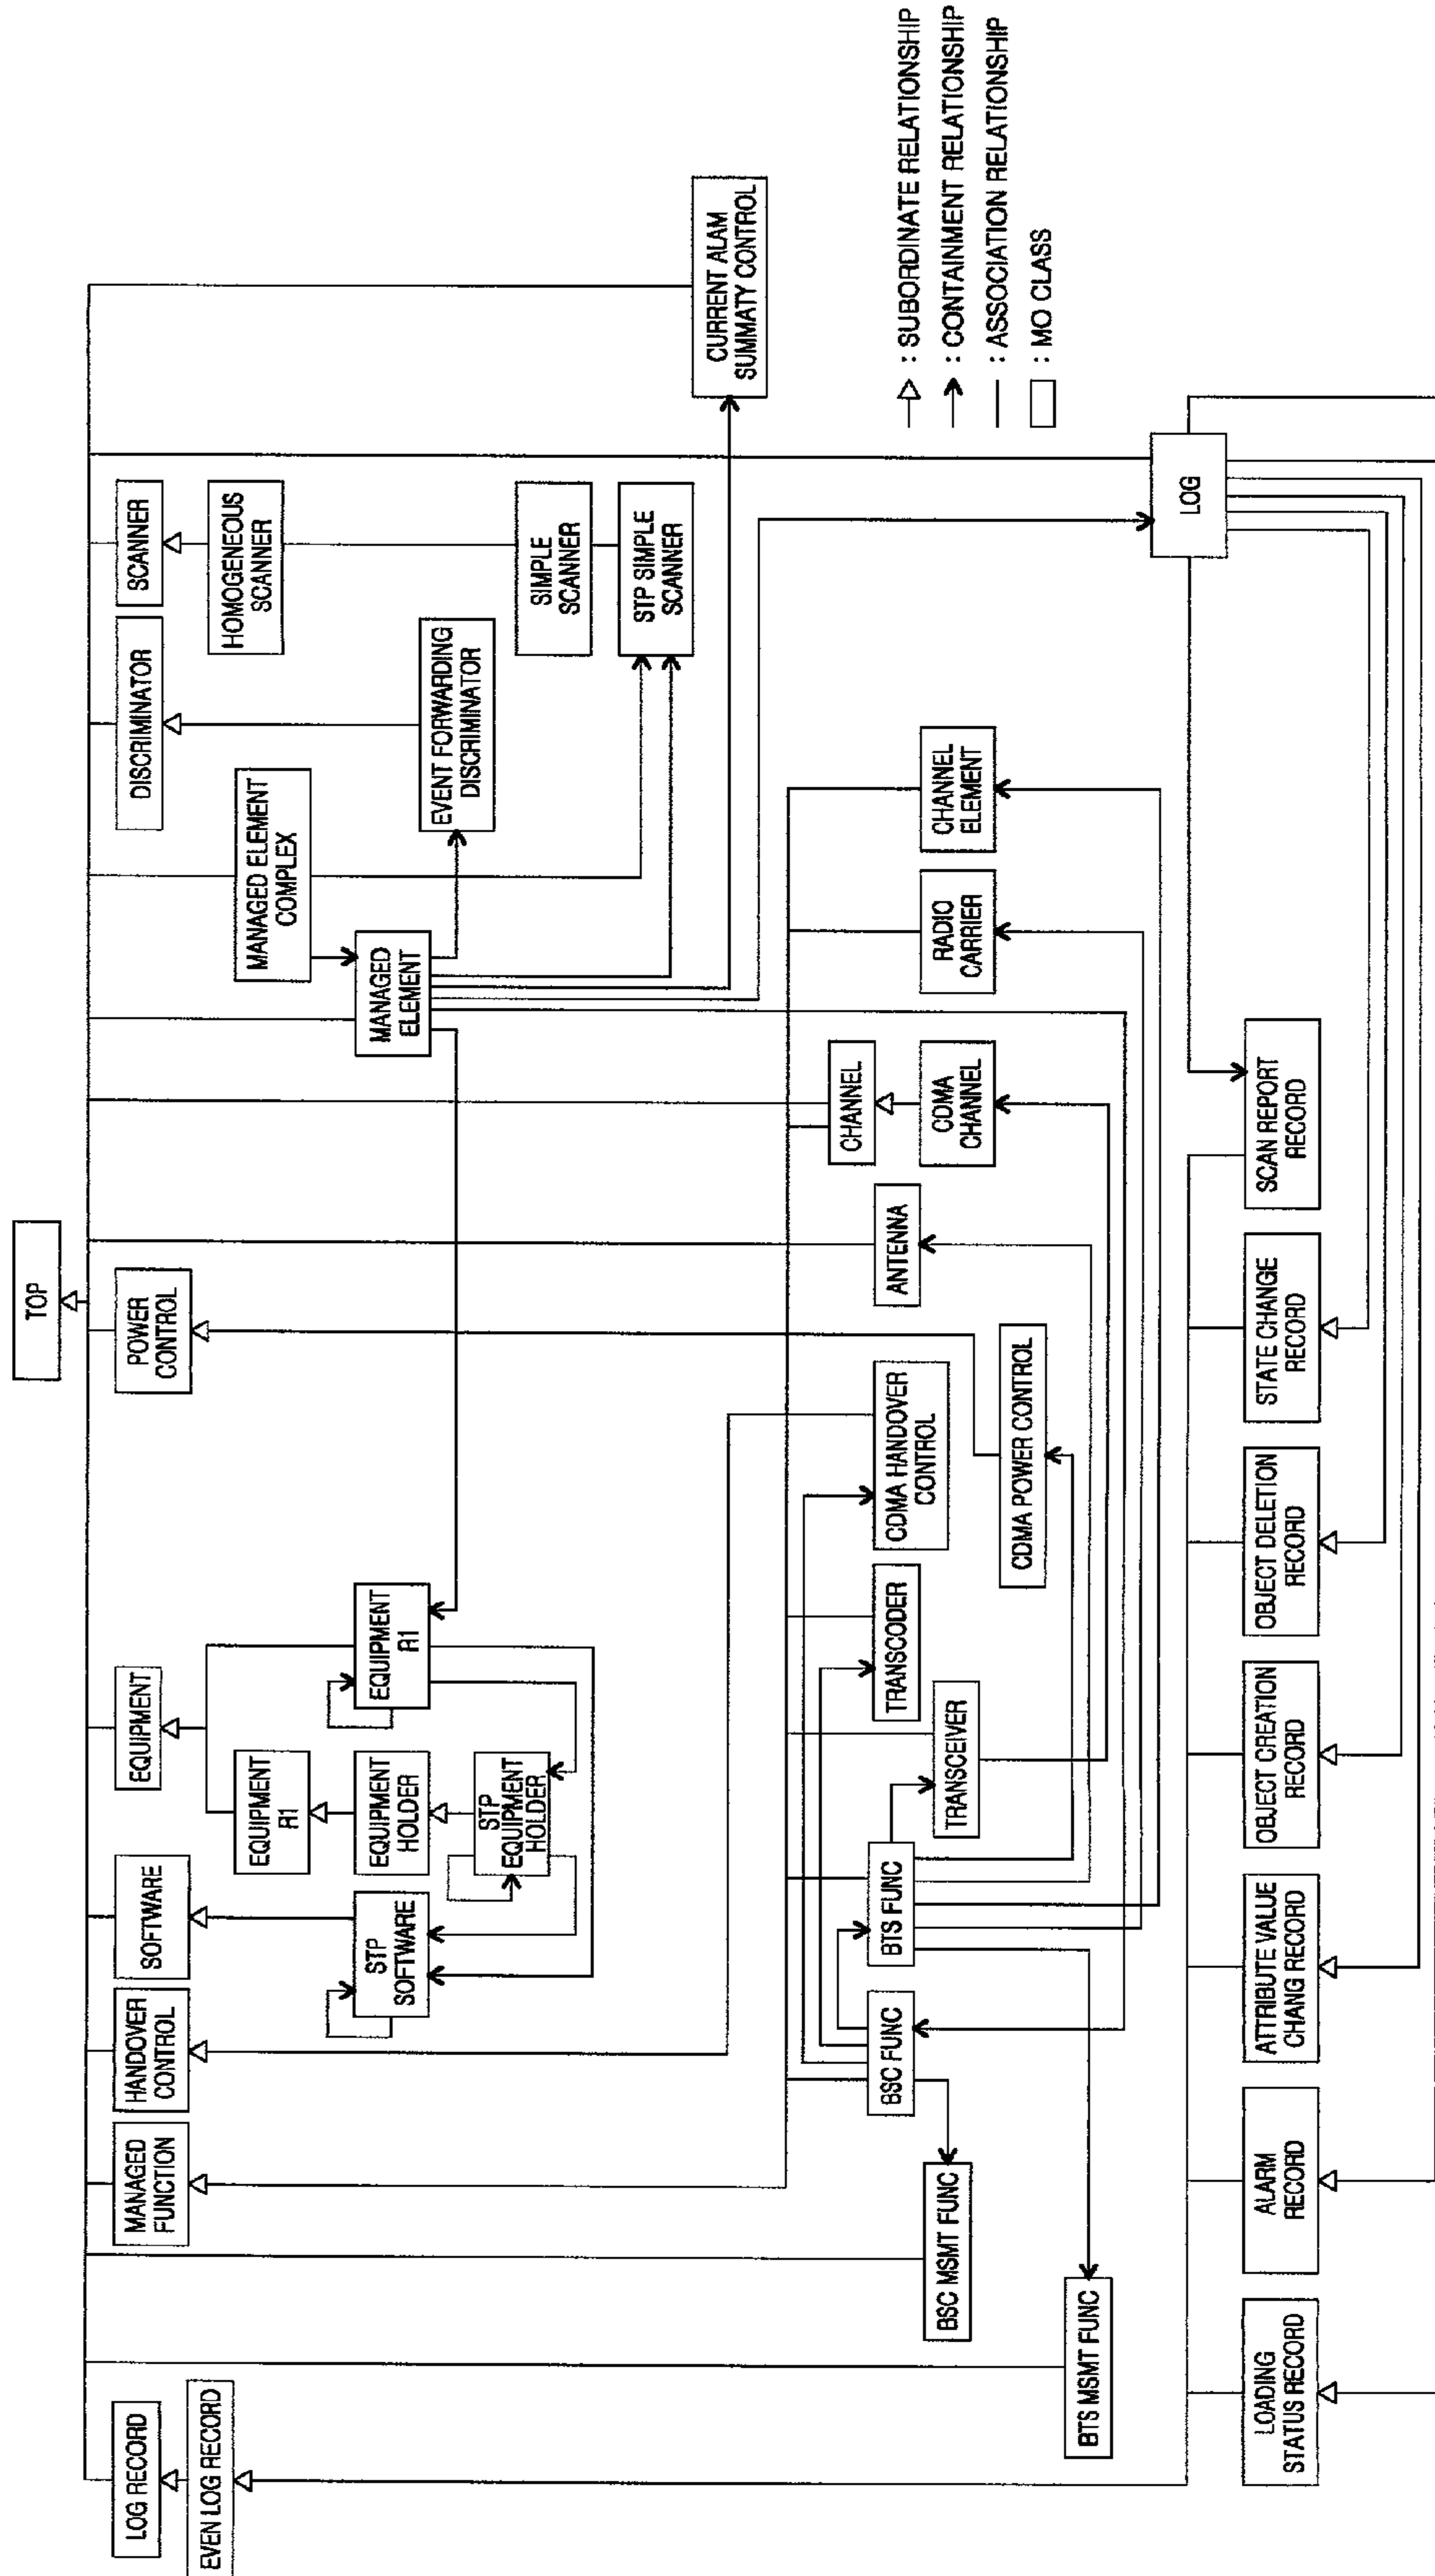 TOP
LOG RECORD
EVEN LOG RECORD
MANAGED
FUNCTION
HANDOVER
CONTROL
SOFTWARE
EQUIPMENT
POWER
CONTROL
DISCRIMINATOR
SCANNER
EQUIPMENT
R1
MANAGED ELEMENT
COMPLEX
HOMOGENEOUS
SCANNER
STP
SOFTWARE
EQUIPMENT
HOLDER
EQUIPMENT
R1
MANAGED
ELEMENT
EVENT FORWARDING
DISCRIMINATOR
STP
EQUIPMENT
HOLDER
SIMPLE
SCANNER
STP SIMPLE
SCANNER
CURRENT ALAM
SUMMATY CONTROL
BSC FUNC
BTS FUNC
TRANSCODER
CDMA HANDOVER
CONTROL
ANTENNA
CHANNEL
CDMA
CHANNEL
RADIO
CARRIER
CHANNEL
ELEMENT
BSC MSMT FUNC
TRANSCEIVER
CDMA POWER CONTROL
BTS MSMT FUNC
: SUBORDINATE RELATIONSHIP
: CONTAINMENT RELATIONSHIP
: ASSOCIATION RELATIONSHIP
: MO CLASS
LOG
LOADING
STATUS RECORD
ALARM
RECORD
ATTRIBUTE VALUE
CHANG RECORD
OBJECT CREATION
RECORD
OBJECT DELETION
RECORD
STATE CHANGE
RECORD
SCAN REPORT
RECORD